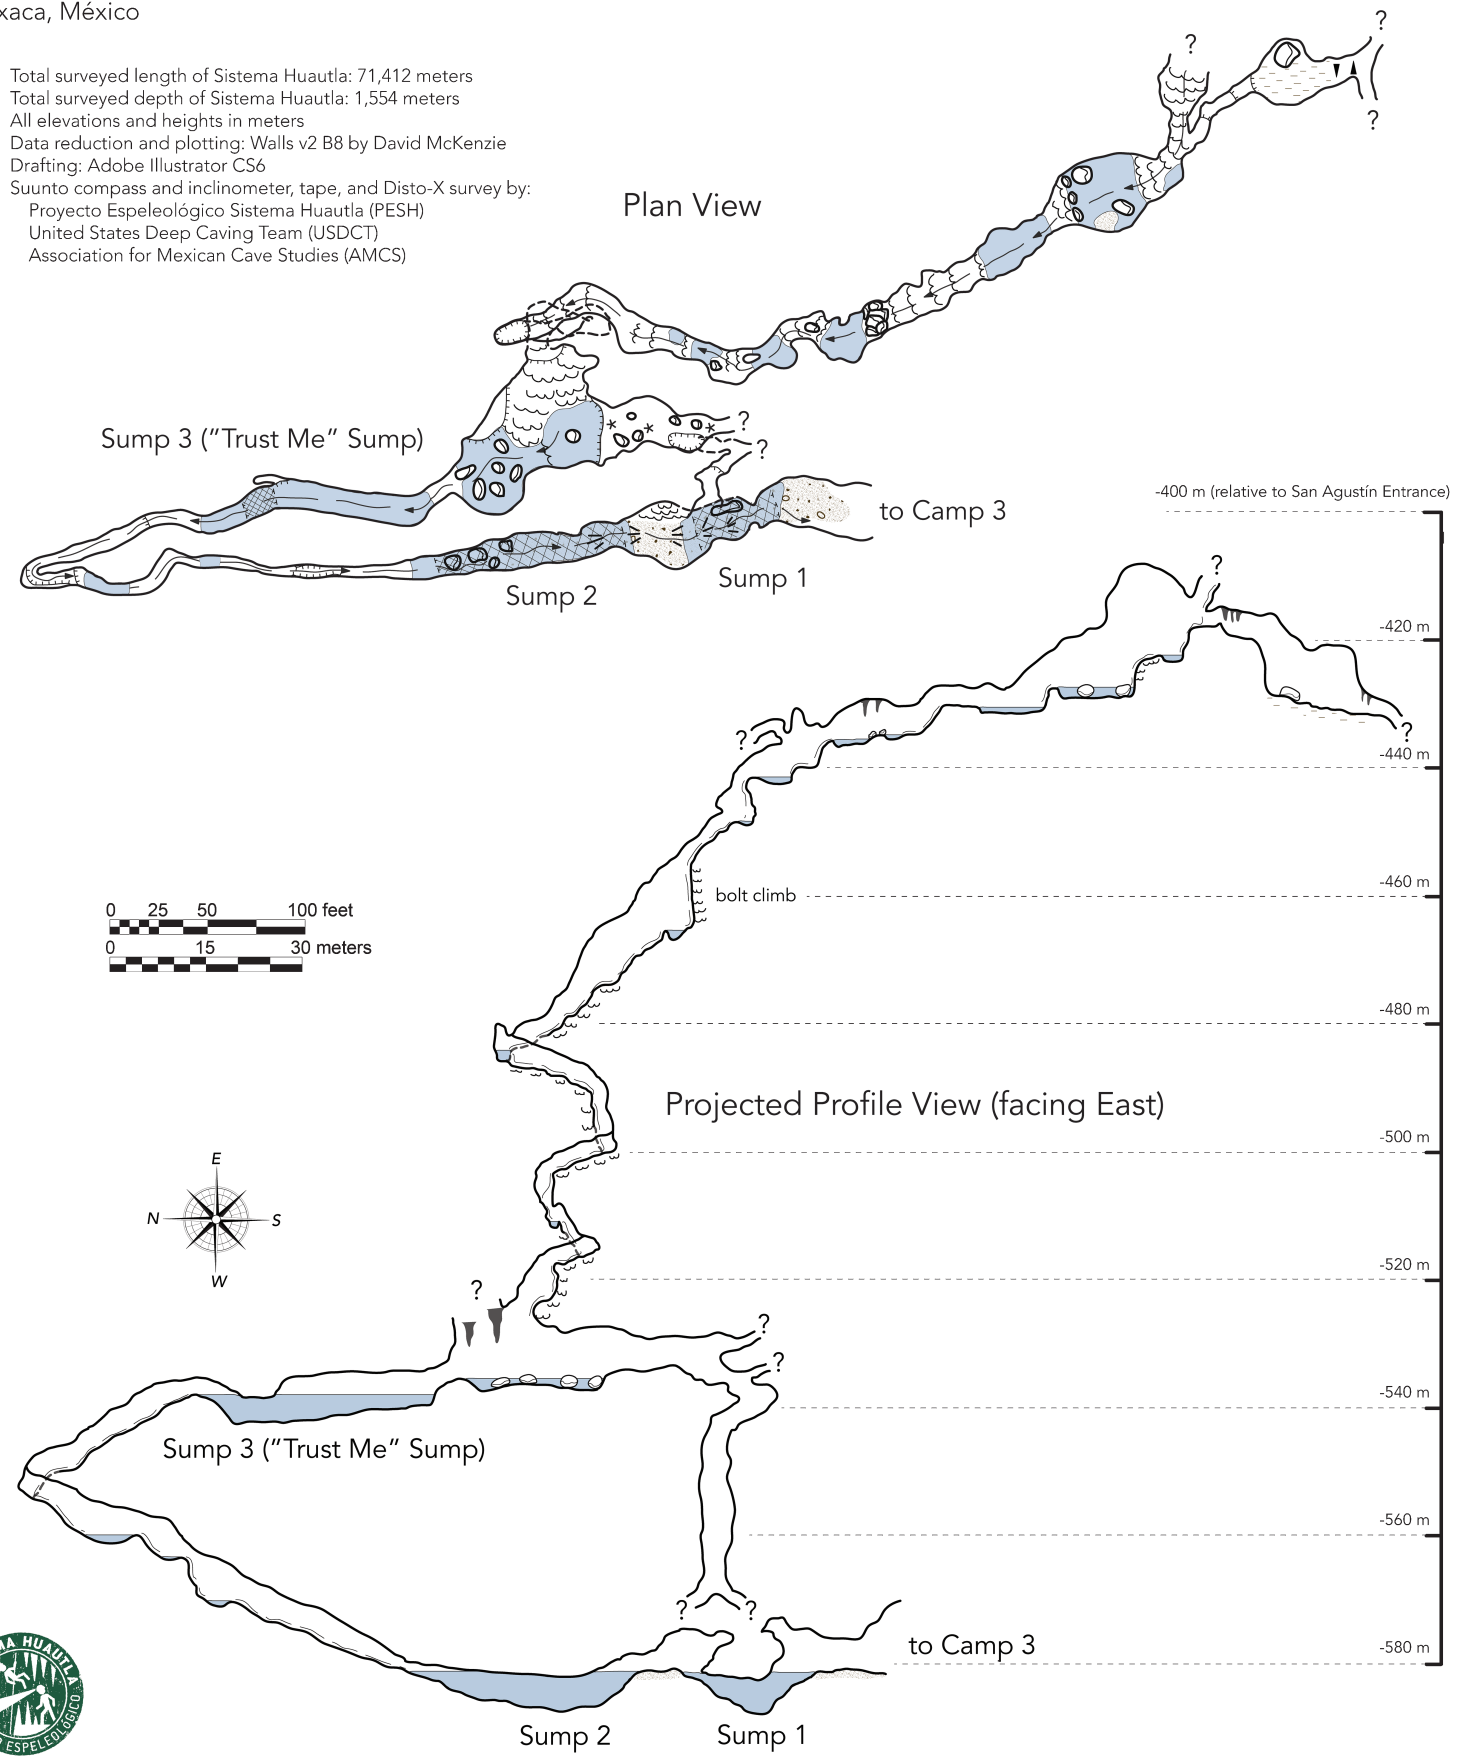 xaca, México
Total surveyed length of Sistema Huautla: 71,412 meters
Total surveyed depth of Sistema Huautla: 1,554 meters
All elevations and heights in meters
Data reduction and plotting: Walls v2 B8 by David McKenzie
Drafting: Adobe Illustrator CS6
Suunto compass and inclinometer, tape, and Disto-X survey by:
Proyecto Espeleológico Sistema Huautla (PESH)
United States Deep Caving Team (USDCT)
Association for Mexican Cave Studies (AMCS)
?
?
?
Plan View
?
?
Sump 3 ("Trust Me" Sump)
to Camp 3
Sump 1
Sump 2
-400 m (relative to San Agustín Entrance)
?
-420 m
?
?
-440 m
bolt climb
-460 m
0 25 50 100 feet
0 15 30 meters
-480 m
Projected Profile View (facing East)
-500 m
E
N
S
W
-520 m
?
?
?
-540 m
Sump 3 ("Trust Me" Sump)
-560 m
?
?
to Camp 3
-580 m
Sump 2
Sump 1
MA HUAUTLA
O ESPELEOLÓGICO